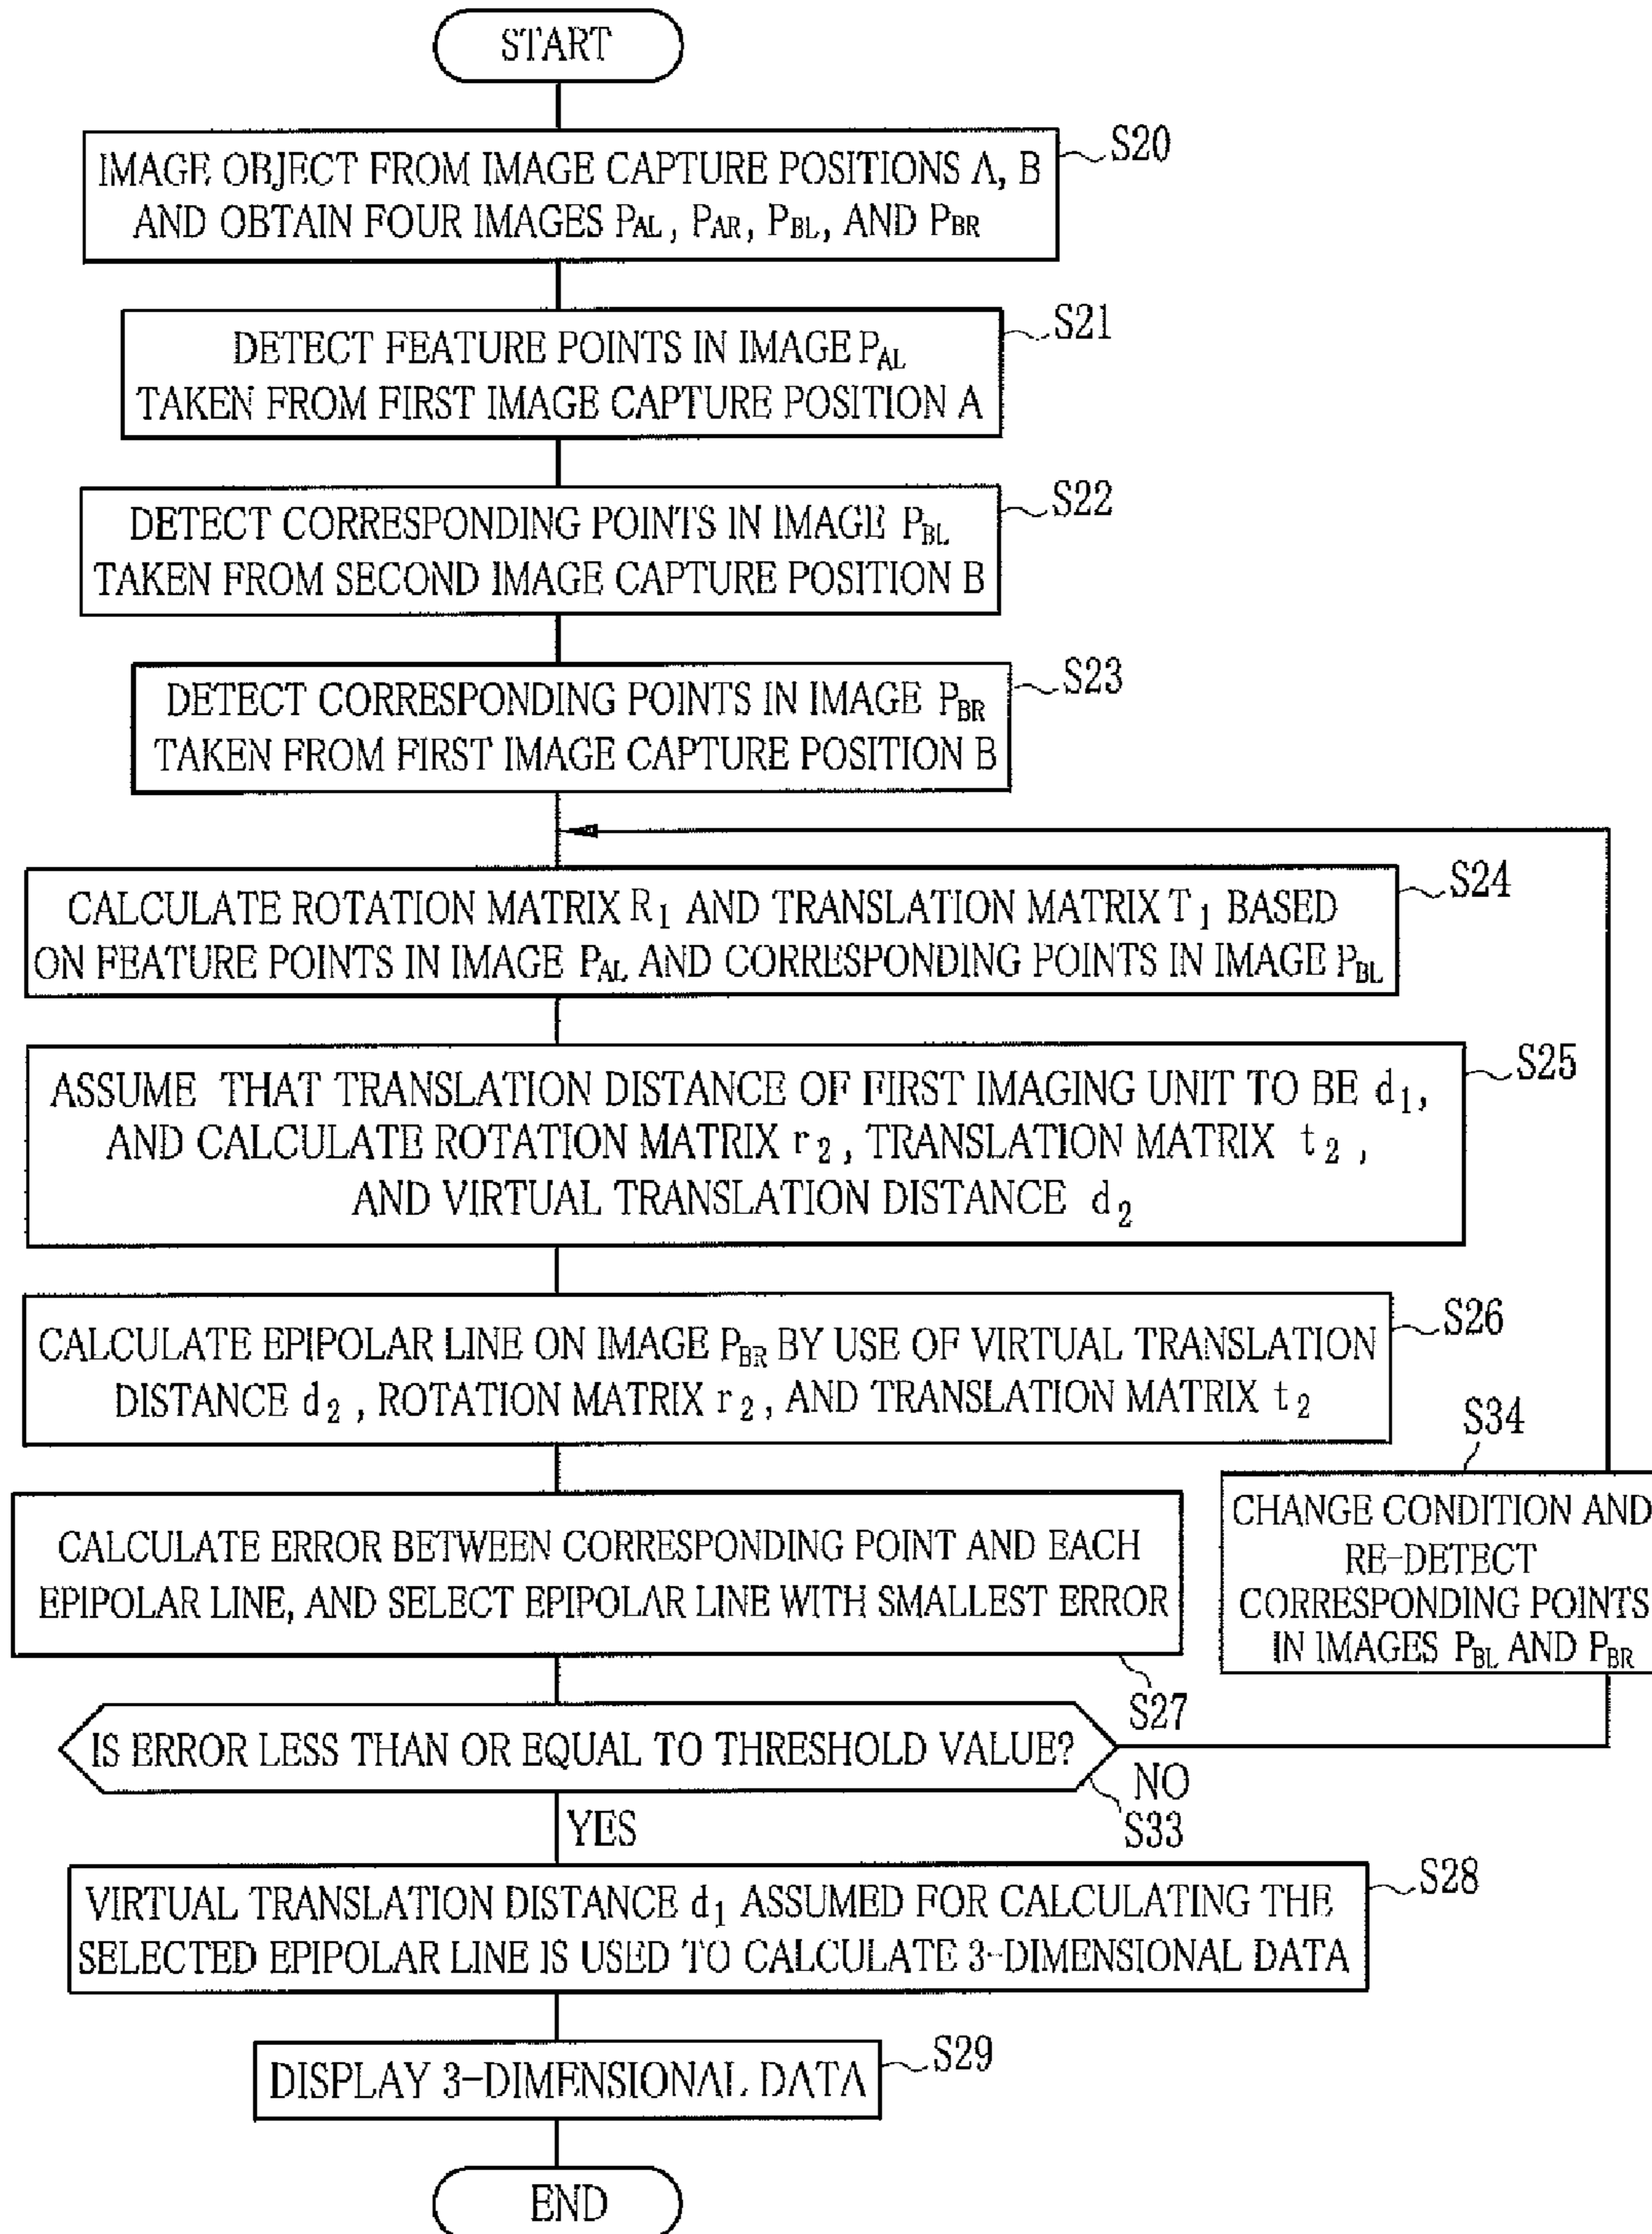 START
IMAGE OBJECT FROM IMAGE CAPTURE POSITIONS A, B
AND OBTAIN FOUR IMAGES PAL, PAR, PBL, AND PBR
S20
DETECT FEATURE POINTS IN IMAGE PAL
TAKEN FROM FIRST IMAGE CAPTURE POSITION A
S21
DETECT CORRESPONDING POINTS IN IMAGE PBL
TAKEN FROM SECOND IMAGE CAPTURE POSITION B
S22
DETECT CORRESPONDING POINTS IN IMAGE PBR
TAKEN FROM FIRST IMAGE CAPTURE POSITION B
S23
CALCULATE ROTATION MATRIX R1 AND TRANSLATION MATRIX T1 BASED
ON FEATURE POINTS IN IMAGE PAL AND CORRESPONDING POINTS IN IMAGE PBL
S24
ASSUME THAT TRANSLATION DISTANCE OF FIRST IMAGING UNIT TO BE d1,
AND CALCULATE ROTATION MATRIX r2, TRANSLATION MATRIX t2,
AND VIRTUAL TRANSLATION DISTANCE d2
S25
CALCULATE EPIPOLAR LINE ON IMAGE PBR BY USE OF VIRTUAL TRANSLATION
DISTANCE d2, ROTATION MATRIX r2, AND TRANSLATION MATRIX t2
S26
S34
CHANGE CONDITION AND
RE-DETECT
CORRESPONDING POINTS
IN IMAGES PBL AND PBR
CALCULATE ERROR BETWEEN CORRESPONDING POINT AND EACH
EPIPOLAR LINE, AND SELECT EPIPOLAR LINE WITH SMALLEST ERROR
S27
IS ERROR LESS THAN OR EQUAL TO THRESHOLD VALUE?
NO
S33
YES
VIRTUAL TRANSLATION DISTANCE d1 ASSUMED FOR CALCULATING THE
SELECTED EPIPOLAR LINE IS USED TO CALCULATE 3-DIMENSIONAL DATA
S28
DISPLAY 3-DIMENSIONAL DATA
S29
END